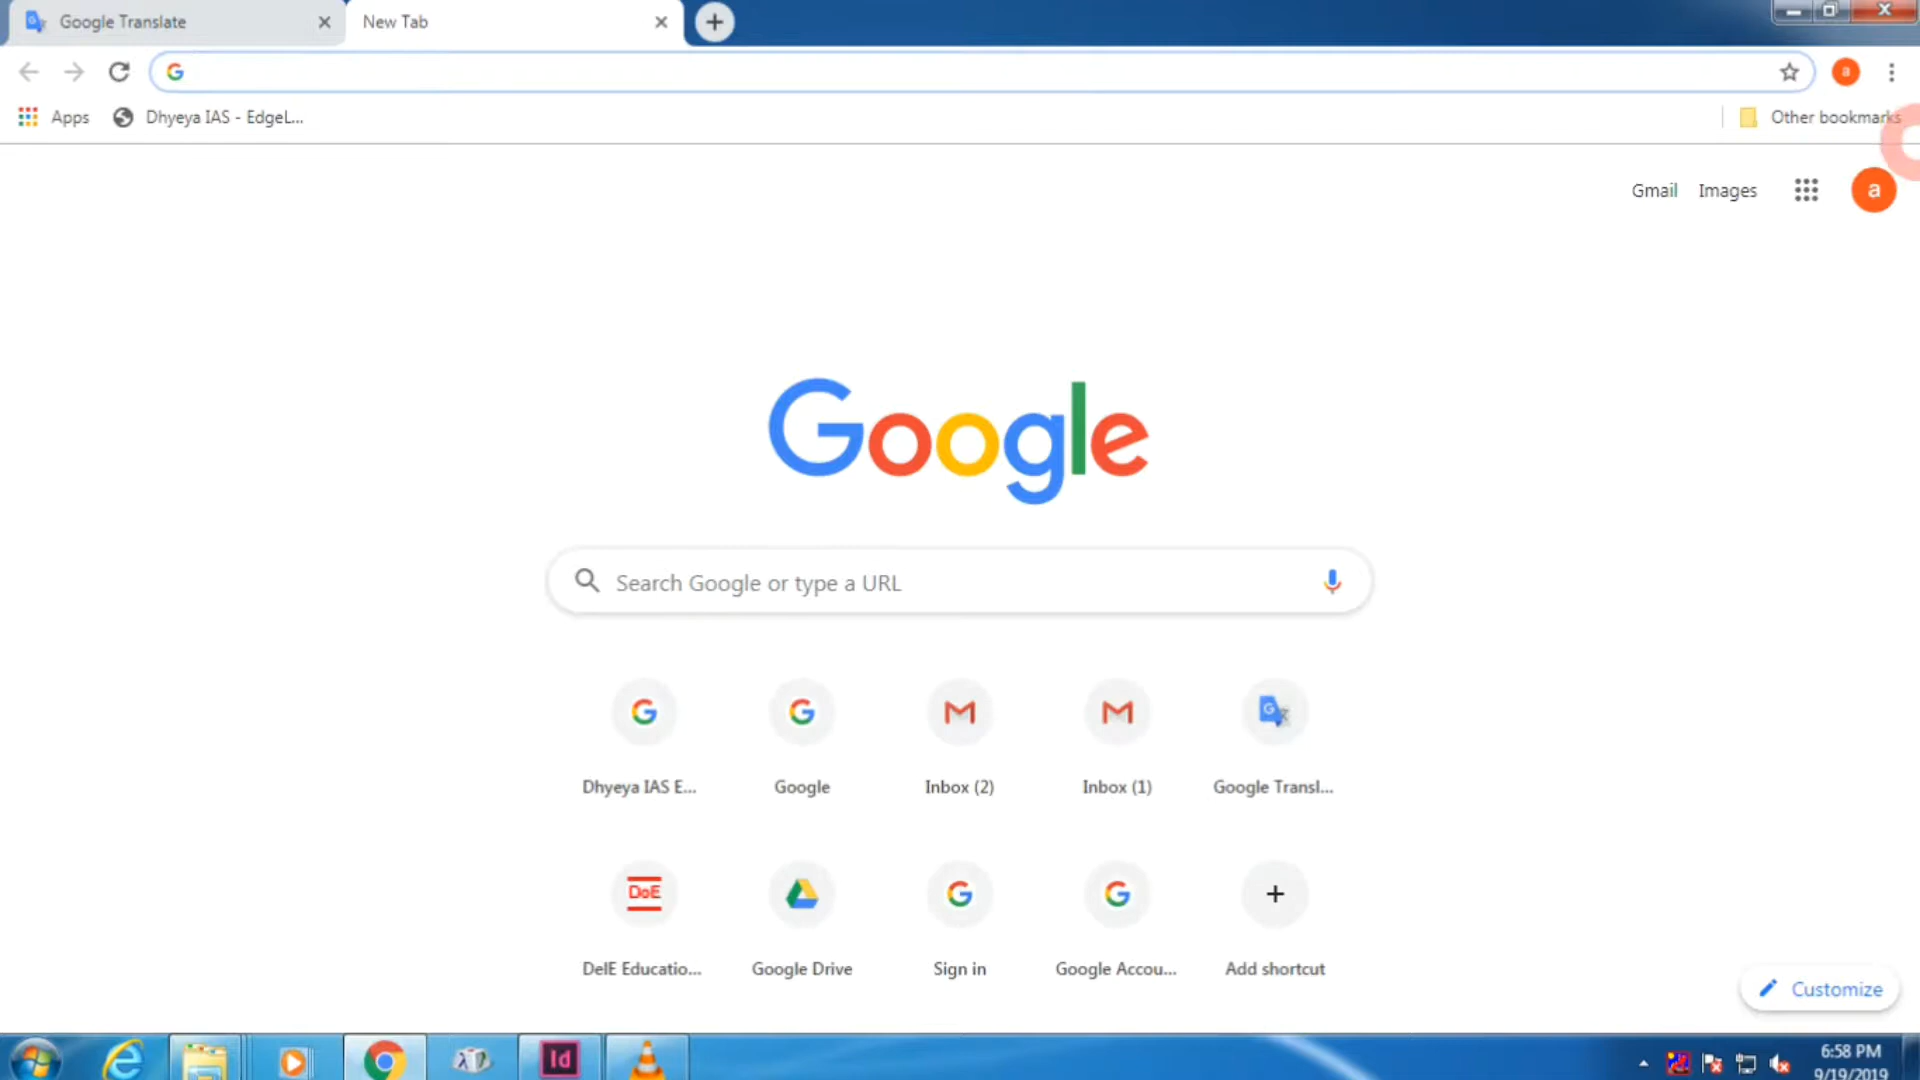 Google Translate
New Tab
Apps
Dhyeya IAS - EdgeL...
Other bookmarks
Gmail Images
a
a
Google
Search Google or type a URL
Dhyeya IAS E...
Google
Inbox (2)
Inbox (1)
Google Transl...
DoE
DelE Educatio...
Google Drive
Sign in
Google Accou...
Add shortcut
Customize
Id
6:58 PM
9/19/2019